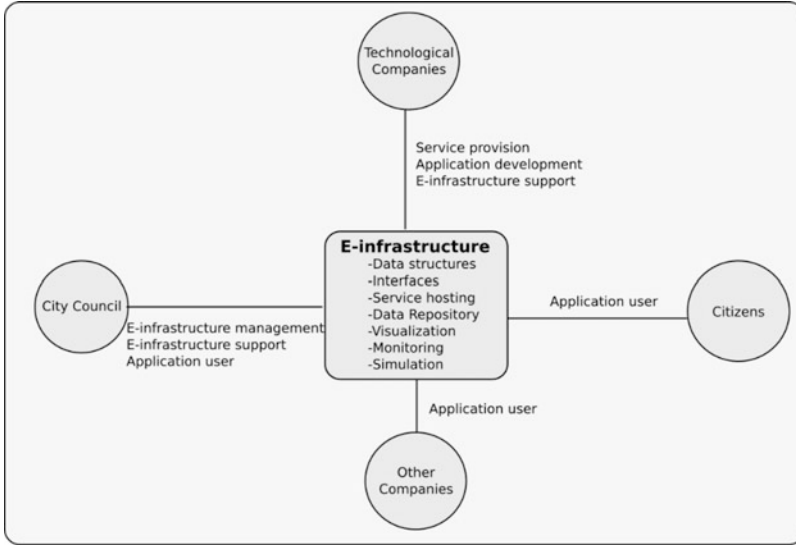 Technological
Companies
Service provision
Application development
E-infrastructure support
E-infrastructure
-Data structures
-Interfaces
-Service hosting
-Data Repository
-Visualization
-Monitoring
-Simulation
City Council
E-infrastructure management
E-infrastructure support
Application user
Application user
Citizens
Application user
Other
Companies